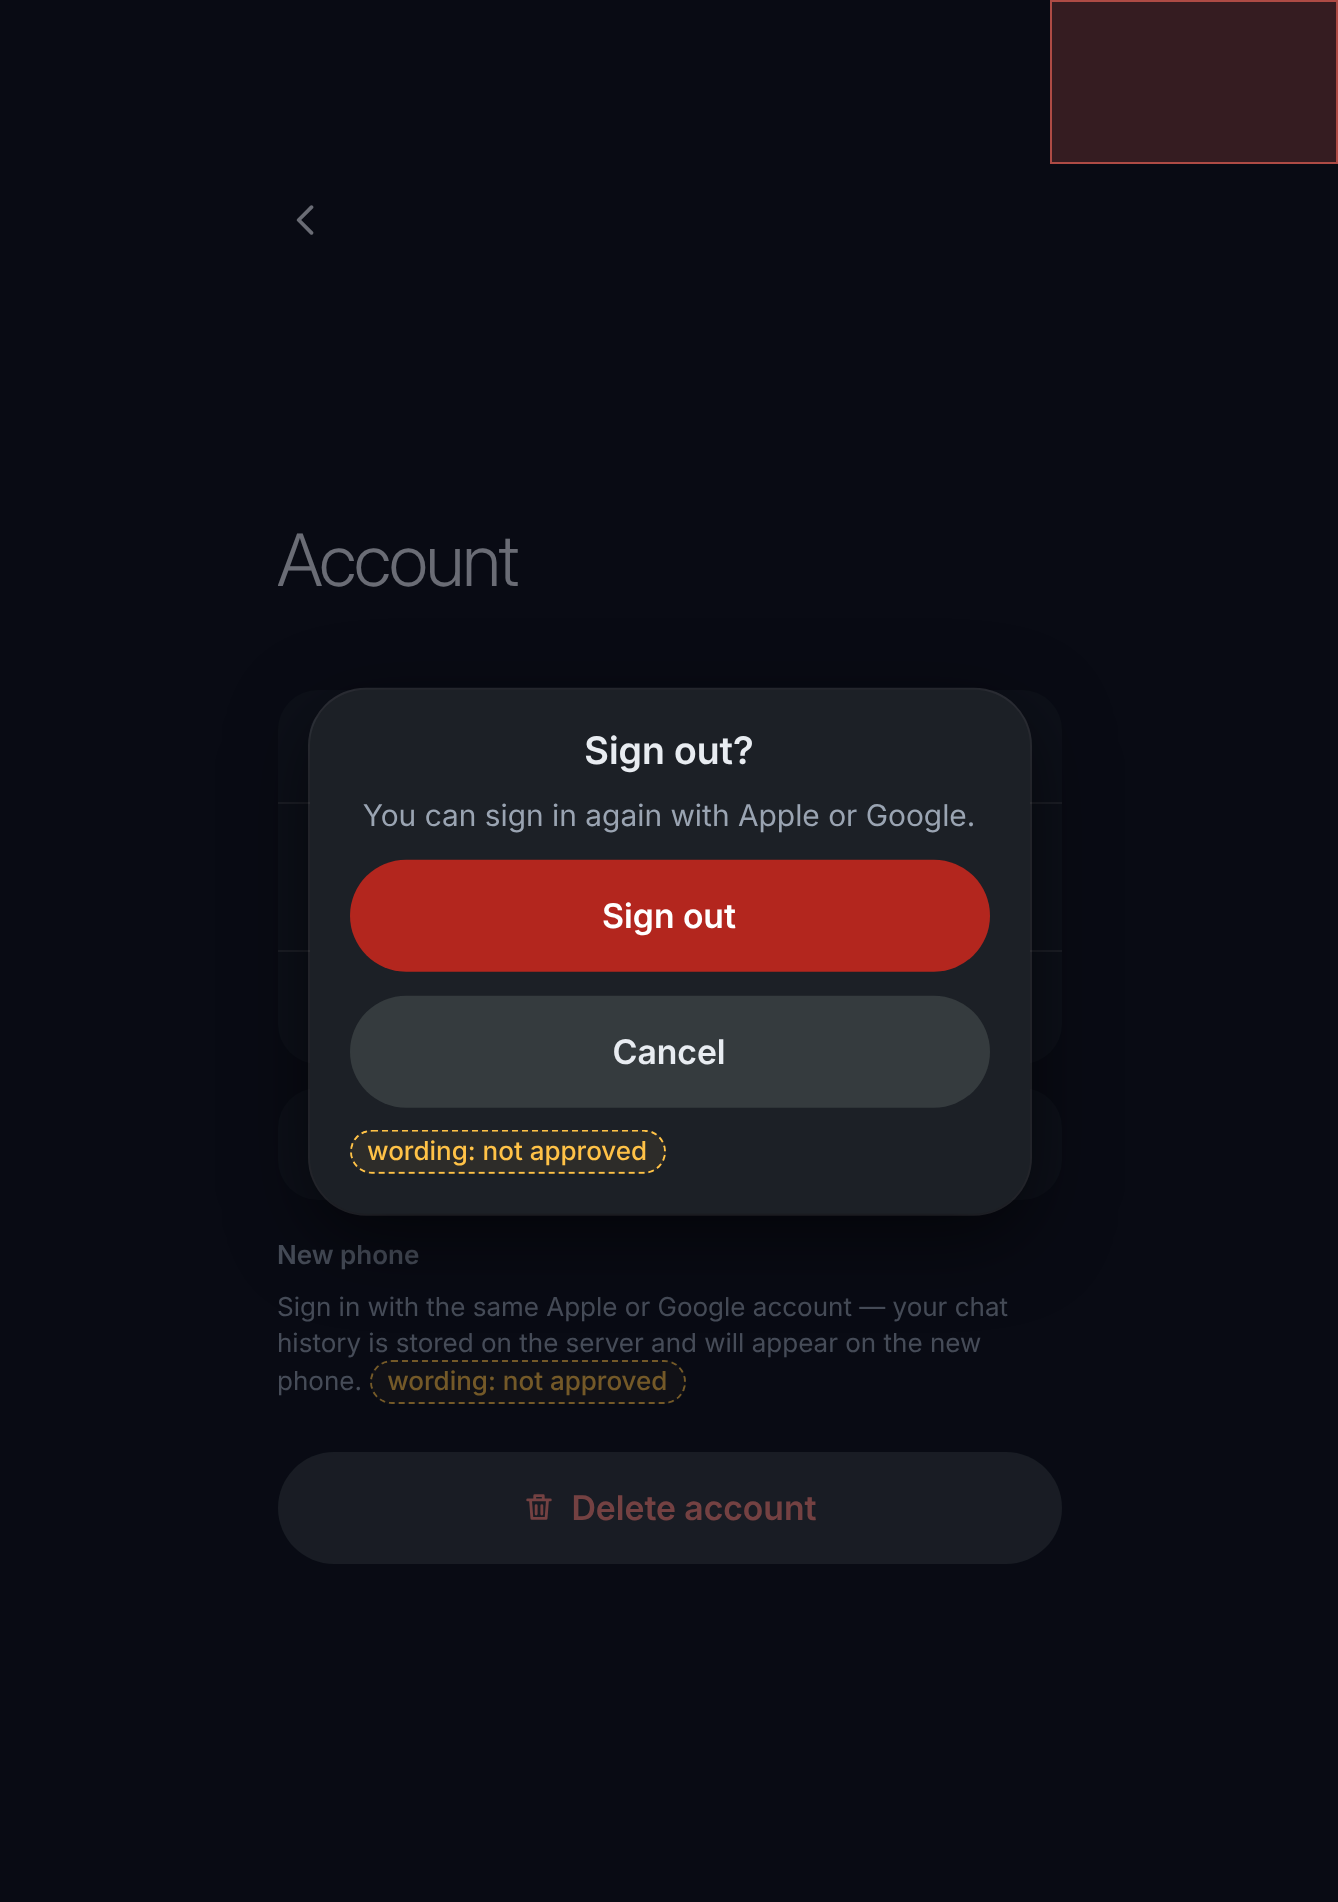 Account
Sign out?
You can sign in again with Apple or Google.
Sign out
Cancel
wording: not approved
New phone
Sign in with the same Apple or Google account — your chat
history is stored on the server and will appear on the new
phone. wording: not approved
Delete account